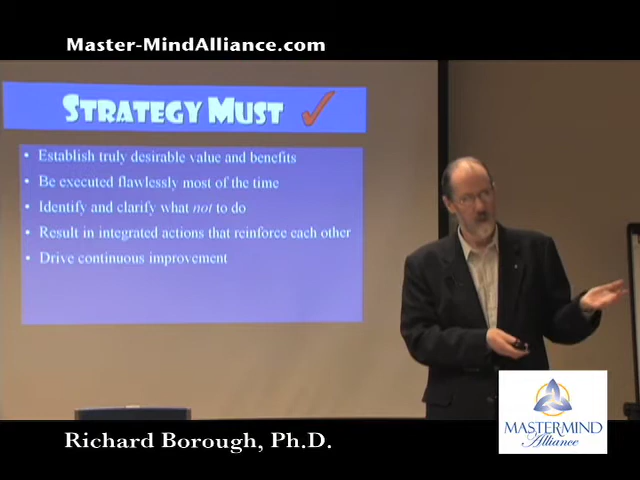 Master-MindAlliance.com
STRATEGY MUST
• Establish truly desirable value and benefits
• Be executed flawlessly most of the time
• Identify and clarify what not to do
• Result in integrated actions that reinforce each other
• Drive continuous improvement
MASTERMIND
Alliance
Richard Borough, Ph.D.